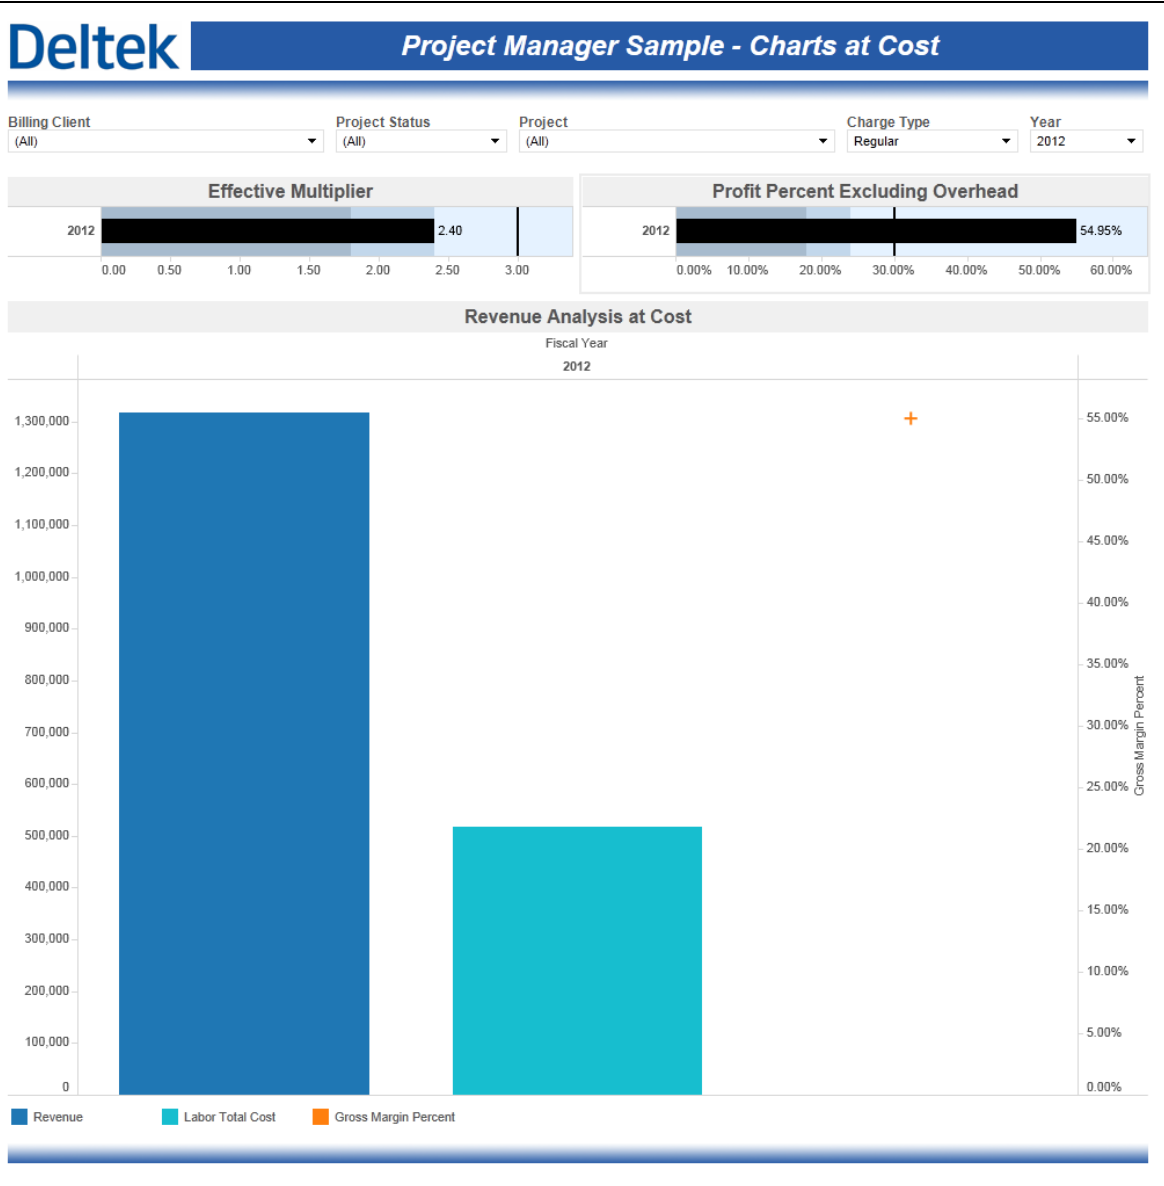 Deltek
Project Manager Sample - Charts at Cost
Billing Client Project Status Project Charge Type Year
(All) (All) (All) Regular 2012
Effective Multiplier
2012 2.40
0.00 0.50 1.00 1.50 2.00 2.50 3.00
Profit Percent Excluding Overhead
2012 54.95%
0.00% 10.00% 20.00% 30.00% 40.00% 50.00% 60.00%
Revenue Analysis at Cost
Fiscal Year
2012
1,300,000
1,200,000
1,100,000
1,000,000
900,000
800,000
700,000
600,000
500,000
400,000
300,000
200,000
100,000
0
55.00%
50.00%
45.00%
40.00%
35.00%
30.00%
25.00%
20.00%
15.00%
10.00%
5.00%
0.00%
Gross Margin Percent
Revenue Labor Total Cost Gross Margin Percent